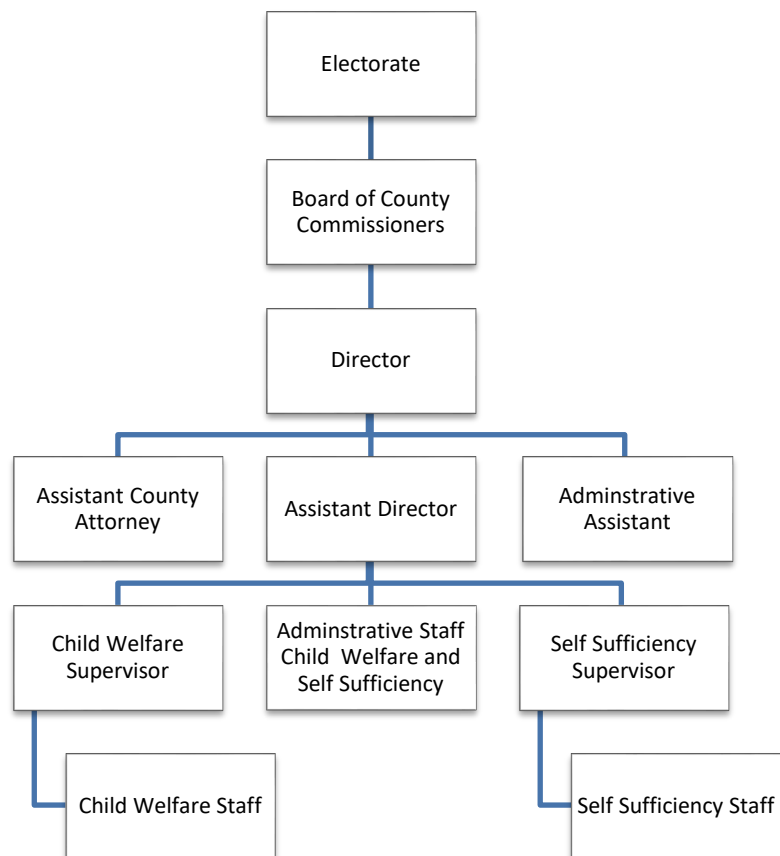 Electorate
Board of County
Commissioners
Director
Assistant County
Attorney
Assistant Director
Adminstrative
Assistant
Child Welfare
Supervisor
Adminstrative Staff
Child  Welfare and
Self Sufficiency
Self Sufficiency
Supervisor
Child Welfare Staff
Self Sufficiency Staff